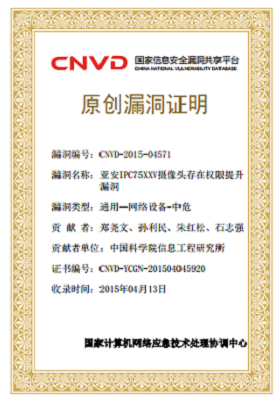 CNVD 国家信息安全漏洞共享平台
CHINA NATIONAL VULNERABILITY DATABASE
原创漏洞证明
漏洞编号：CNVD-2015-04571
漏洞名称：亚安IPC75XXV摄像头存在权限提升
漏洞
漏洞类型：通用—网络设备-中危
贡 献 者：郑尧文、孙利民、朱红松、石志强
贡献者单位：中国科学院信息工程研究所
证书编号：CNVD-YCGN-201504045920
收录时间：2015年04月13日
国家计算机网络应急技术处理协调中心